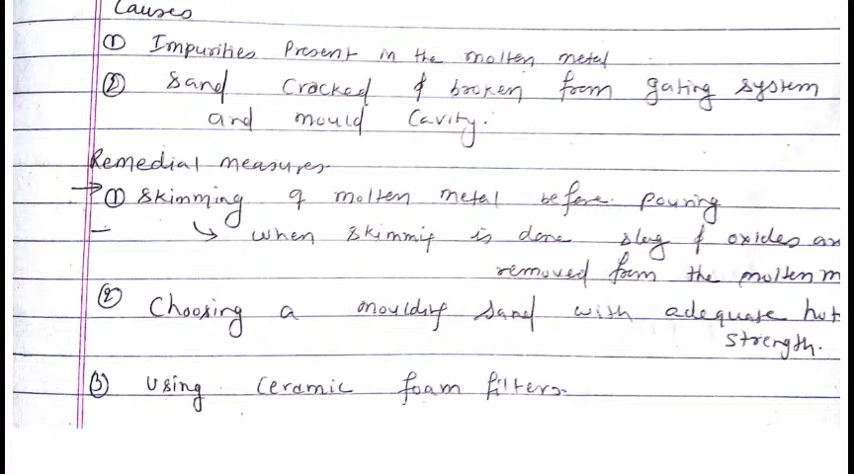 Causes
① Impurities Present in the molten metal
② Sand Cracked & broken from gating system
and mould Cavity.
Remedial measures
→ ① Skimming of molten metal before pouring
↳ when skimmig is done slag & oxides are
removed from the molten m
② Choosing a moulding sand with adequate hot
strength.
③ Using Ceramic foam filters.